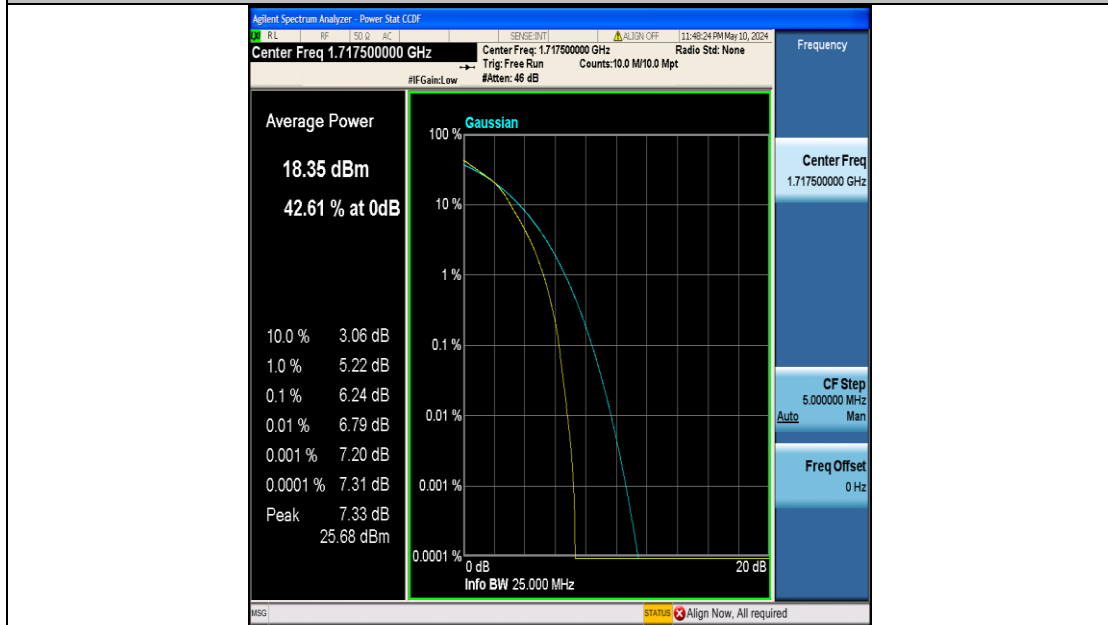 Agilent Spectrum Analyzer - Power Stat CCDF
RL RF 50 Ω AC SENSE:INT ALIGN OFF 11:48:24 PM May 10, 2024
Center Freq 1.717500000 GHz
Center Freq: 1.717500000 GHz Radio Std: None
Trig: Free Run Counts:10.0 M/10.0 Mpt
#IFGain:Low #Atten: 46 dB
Frequency
Average Power
18.35 dBm
42.61 % at 0dB
10.0 % 3.06 dB
1.0 % 5.22 dB
0.1 % 6.24 dB
0.01 % 6.79 dB
0.001 % 7.20 dB
0.0001 % 7.31 dB
Peak 7.33 dB
25.68 dBm
Gaussian
100 %
10 %
1 %
0.1 %
0.01 %
0.001 %
0.0001 %
0 dB 20 dB
Info BW 25.000 MHz
Center Freq
1.717500000 GHz
CF Step
5.000000 MHz
Auto Man
Freq Offset
0 Hz
MSG STATUS Align Now, All required